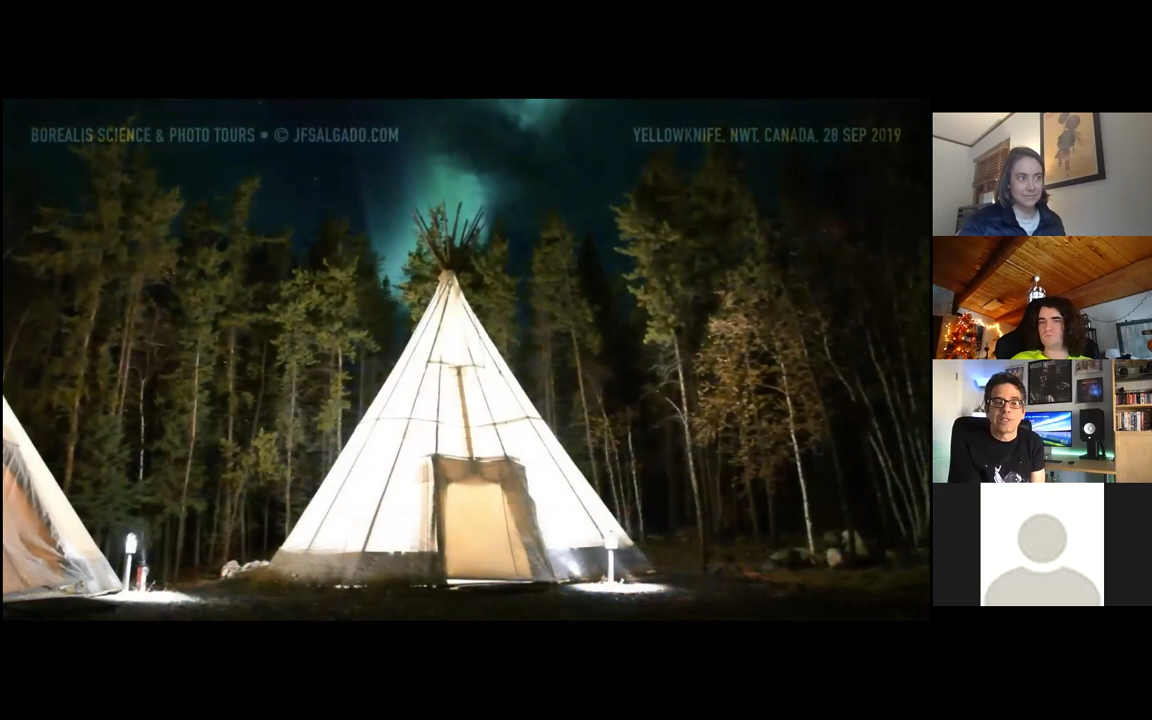 BOREALIS SCIENCE & PHOTO TOURS • © JFSALGADO.COM
YELLOWKNIFE, NWT, CANADA, 28 SEP 2019